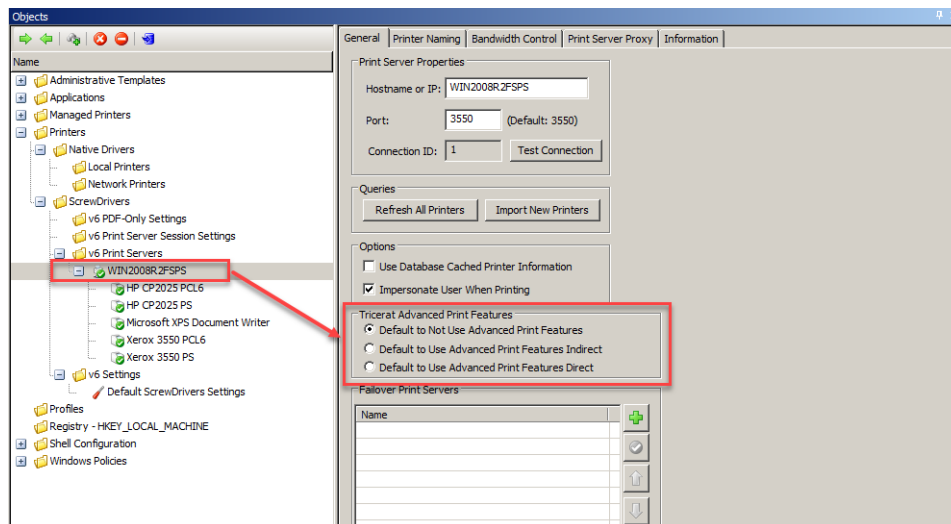 Objects
Name
Administrative Templates
Applications
Managed Printers
Printers
Native Drivers
Local Printers
Network Printers
ScrewDrivers
v6 PDF-Only Settings
v6 Print Server Session Settings
v6 Print Servers
WIN2008R2FSPS
HP CP2025 PCL6
HP CP2025 PS
Microsoft XPS Document Writer
Xerox 3550 PCL6
Xerox 3550 PS
v6 Settings
Default ScrewDrivers Settings
Profiles
Registry - HKEY_LOCAL_MACHINE
Shell Configuration
Windows Policies
General Printer Naming Bandwidth Control Print Server Proxy Information
Print Server Properties
Hostname or IP: WIN2008R2FSPS
Port: 3550 (Default: 3550)
Connection ID: 1 Test Connection
Queries
Refresh All Printers Import New Printers
Options
Use Database Cached Printer Information
Impersonate User When Printing
Tricerat Advanced Print Features
Default to Not Use Advanced Print Features
Default to Use Advanced Print Features Indirect
Default to Use Advanced Print Features Direct
Failover Print Servers
Name